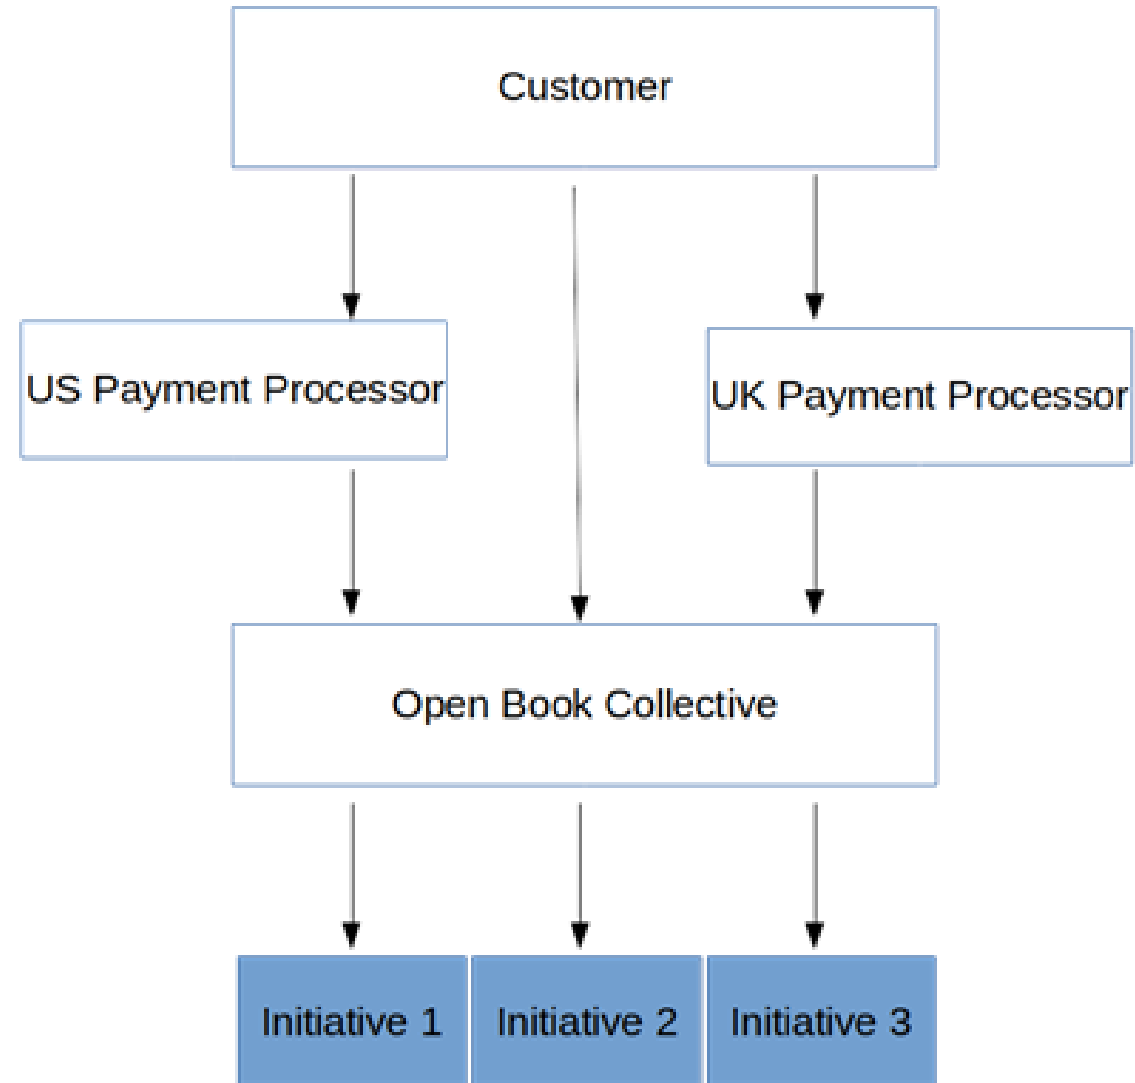 Customer
US Payment Processor
UK Payment Processor
Open Book Collective
Initiative 1
Initiative 2
Initiative 3